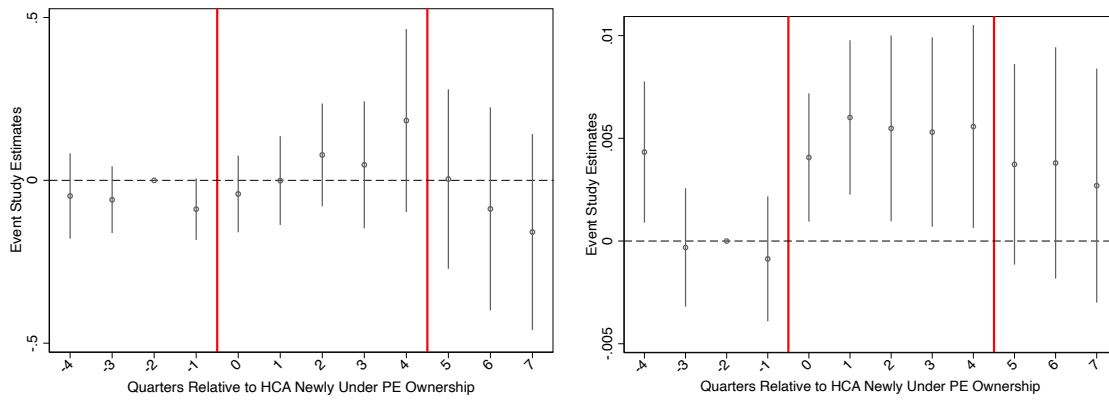 Event Study Estimates
.5
0
-.5
-4 -3 -2 -1 0 1 2 3 4 5 6 7
Quarters Relative to HCA Newly Under PE Ownership
Event Study Estimates
.01
.005
0
-.005
-4 -3 -2 -1 0 1 2 3 4 5 6 7
Quarters Relative to HCA Newly Under PE Ownership